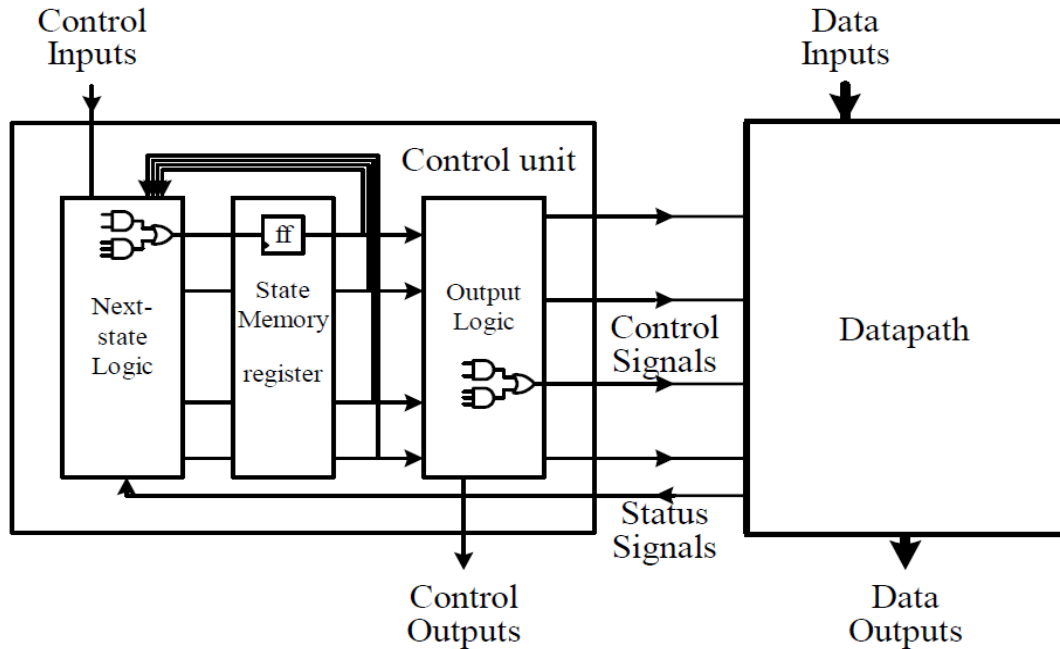 Control
Inputs
Data
Inputs
Control unit
ff
Next-
state
Logic
State
Memory
register
Output
Logic
Control
Signals
Datapath
Status
Signals
Control
Outputs
Data
Outputs